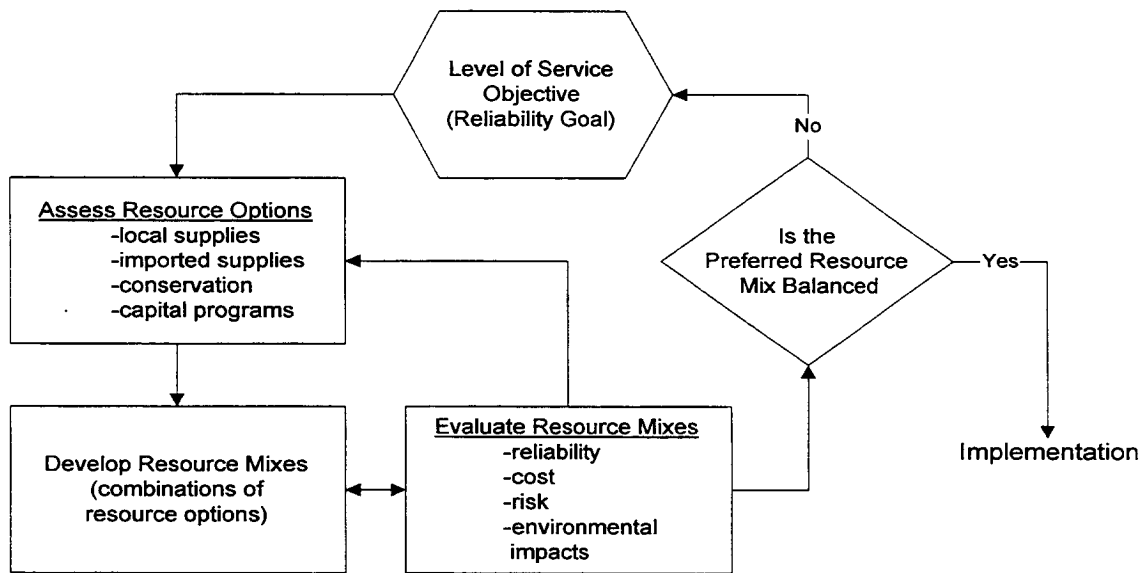 Level of Service
Objective
(Reliability Goal)
No
Assess Resource Options
-local supplies
-imported supplies
-conservation
-capital programs
Is the
Preferred Resource
Mix Balanced
Yes
Develop Resource Mixes
(combinations of
resource options)
Evaluate Resource Mixes
-reliability
-cost
-risk
-environmental
impacts
Implementation